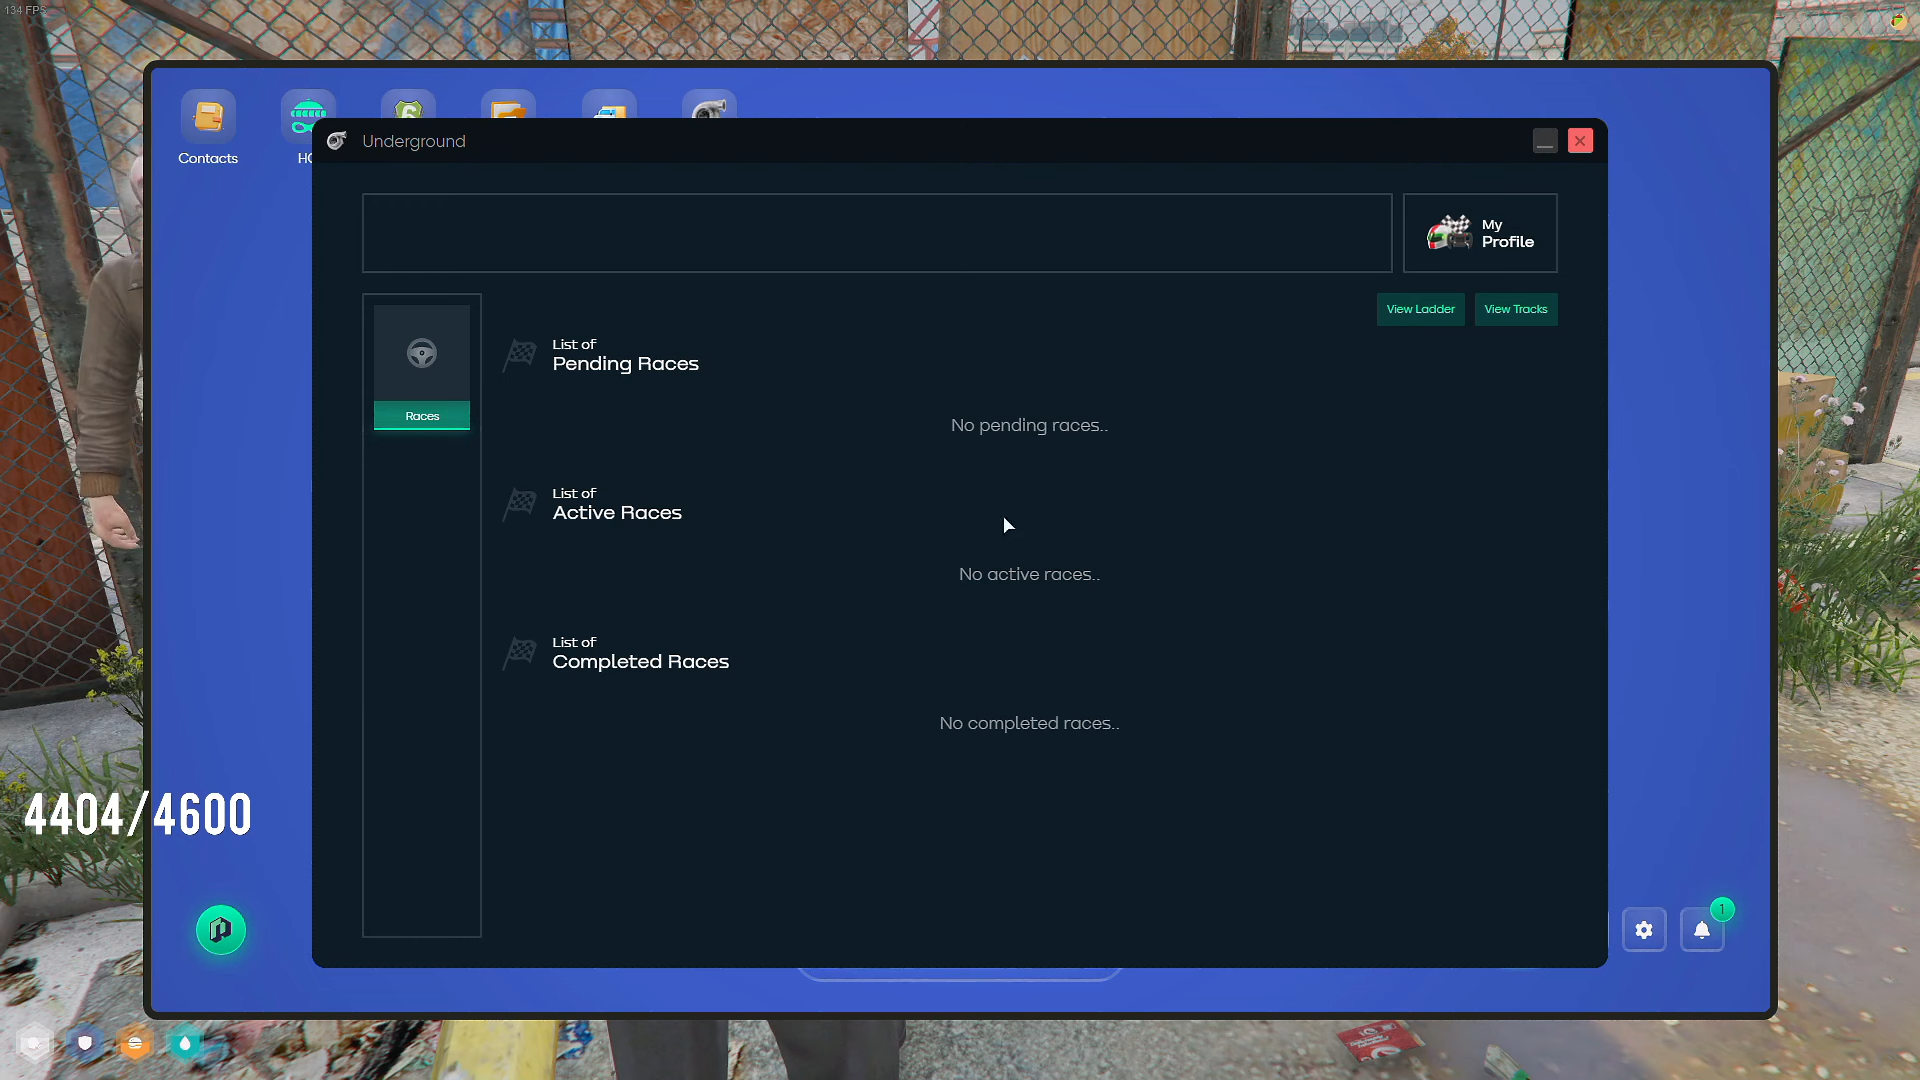 134 FPS
Contacts
HO
Underground
My
Profile
View Ladder
View Tracks
Races
List of
Pending Races
No pending races..
List of
Active Races
No active races..
List of
Completed Races
No completed races..
4404/4600
1